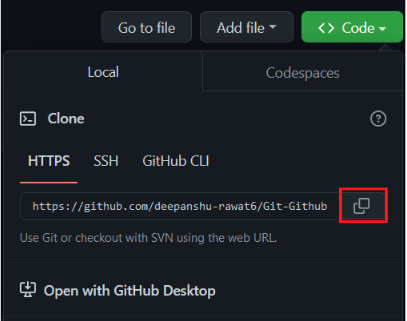 Go to file Add file <> Code
Local Codespaces
Clone
HTTPS SSH GitHub CLI
https://github.com/deepanshu-rawat6/Git-Github
Use Git or checkout with SVN using the web URL.
Open with GitHub Desktop